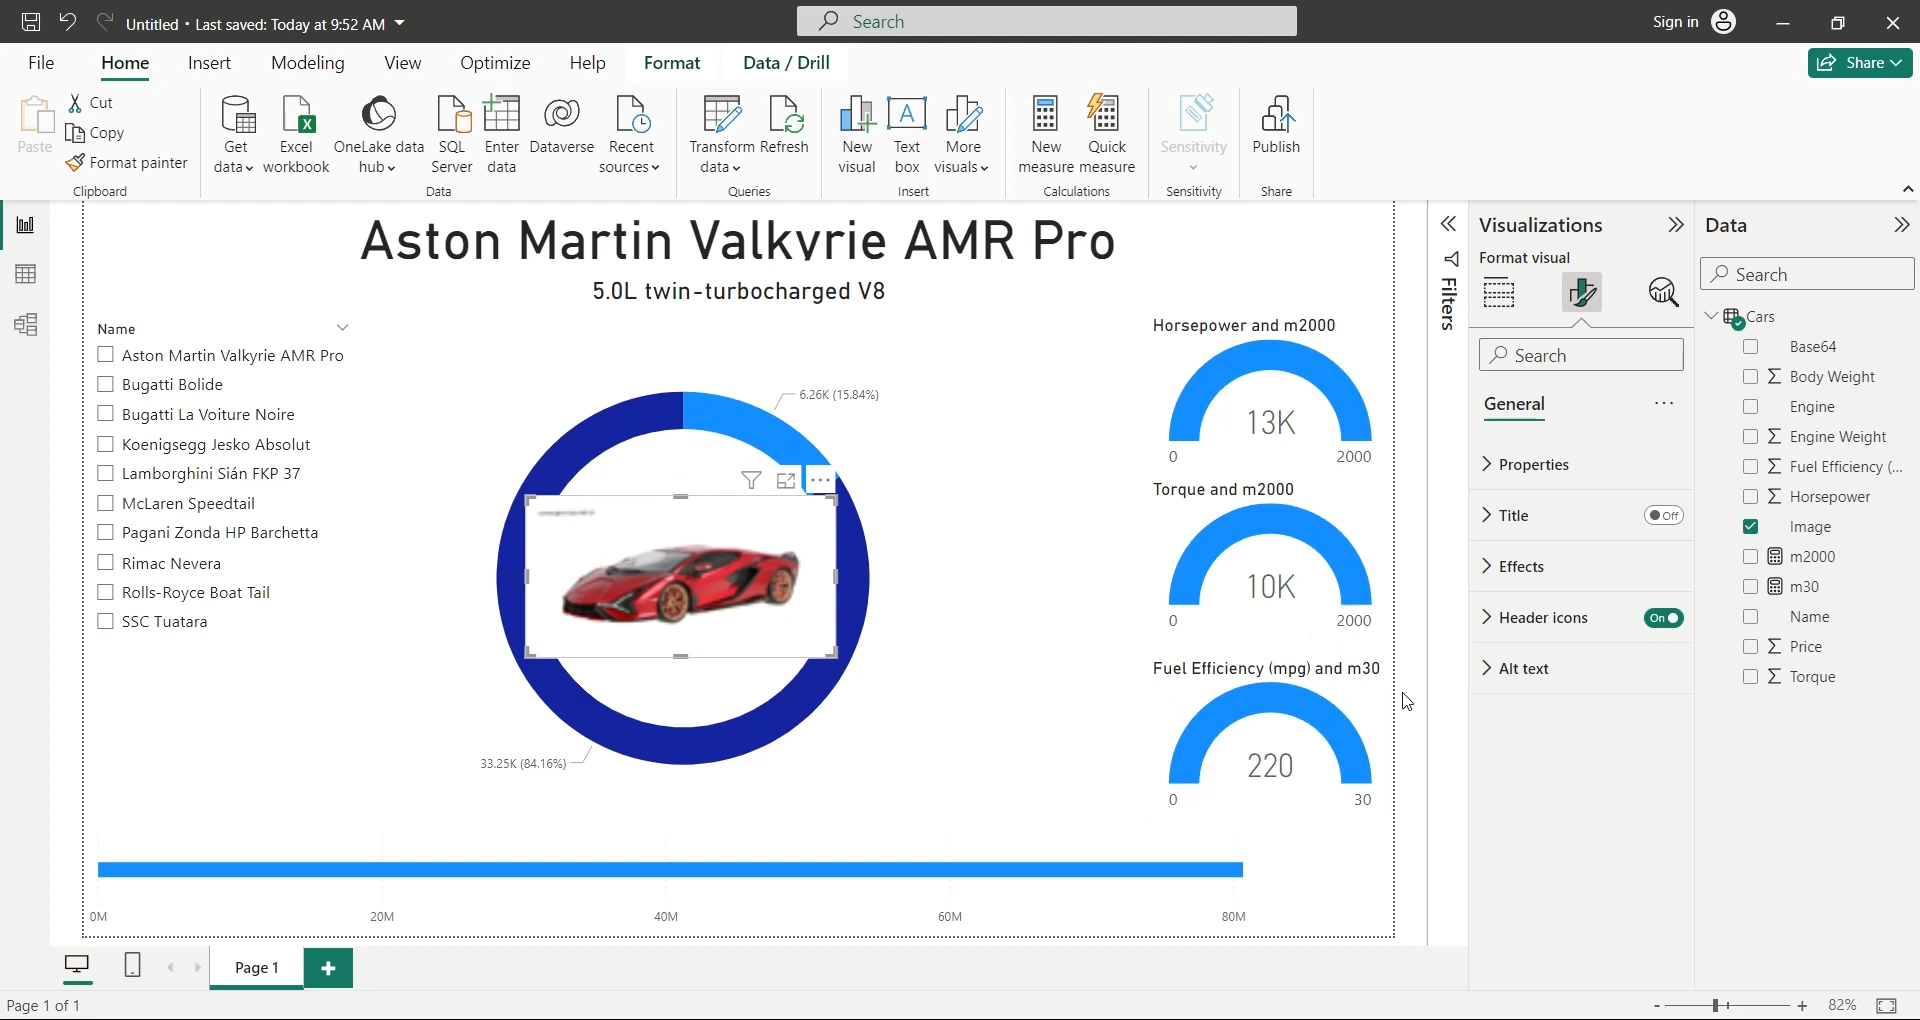 Untitled • Last saved: Today at 9:52 AM
Search
Sign in
File
Home
Insert
Modeling
View
Optimize
Help
Format
Data / Drill
Share
Paste
Cut
Copy
Format painter
Clipboard
Get data
Excel workbook
OneLake data hub
SQL Server
Enter data
Dataverse
Recent sources
Data
Transform data
Refresh
Queries
New visual
Text box
More visuals
Insert
New measure
Quick measure
Calculations
Sensitivity
Sensitivity
Publish
Share
Aston Martin Valkyrie AMR Pro
5.0L twin-turbocharged V8
Name
Aston Martin Valkyrie AMR Pro
Bugatti Bolide
Bugatti La Voiture Noire
Koenigsegg Jesko Absolut
Lamborghini Sián FKP 37
McLaren Speedtail
Pagani Zonda HP Barchetta
Rimac Nevera
Rolls-Royce Boat Tail
SSC Tuatara
6.26K (15.84%)
33.25K (84.16%)
Horsepower and m2000
13K
0
2000
Torque and m2000
10K
0
2000
Fuel Efficiency (mpg) and m30
220
0
30
0M
20M
40M
60M
80M
Filters
Visualizations
Format visual
Search
General
Properties
Title
Off
Effects
Header icons
On
Alt text
Data
Search
Cars
Base64
Body Weight
Engine
Engine Weight
Fuel Efficiency (...
Horsepower
Image
m2000
m30
Name
Price
Torque
Page 1
Page 1 of 1
82%